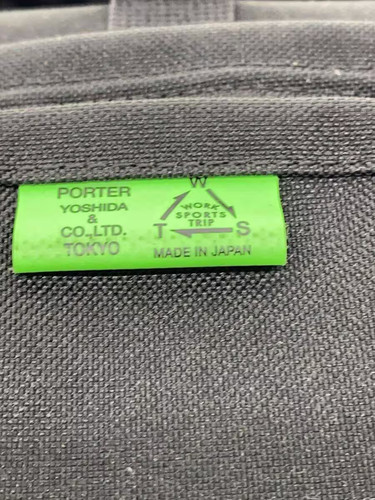 PORTER
YOSHIDA
&
CO.,LTD.
TOKYO
W
WORK
SPORTS
TRIP
T S
MADE IN JAPAN